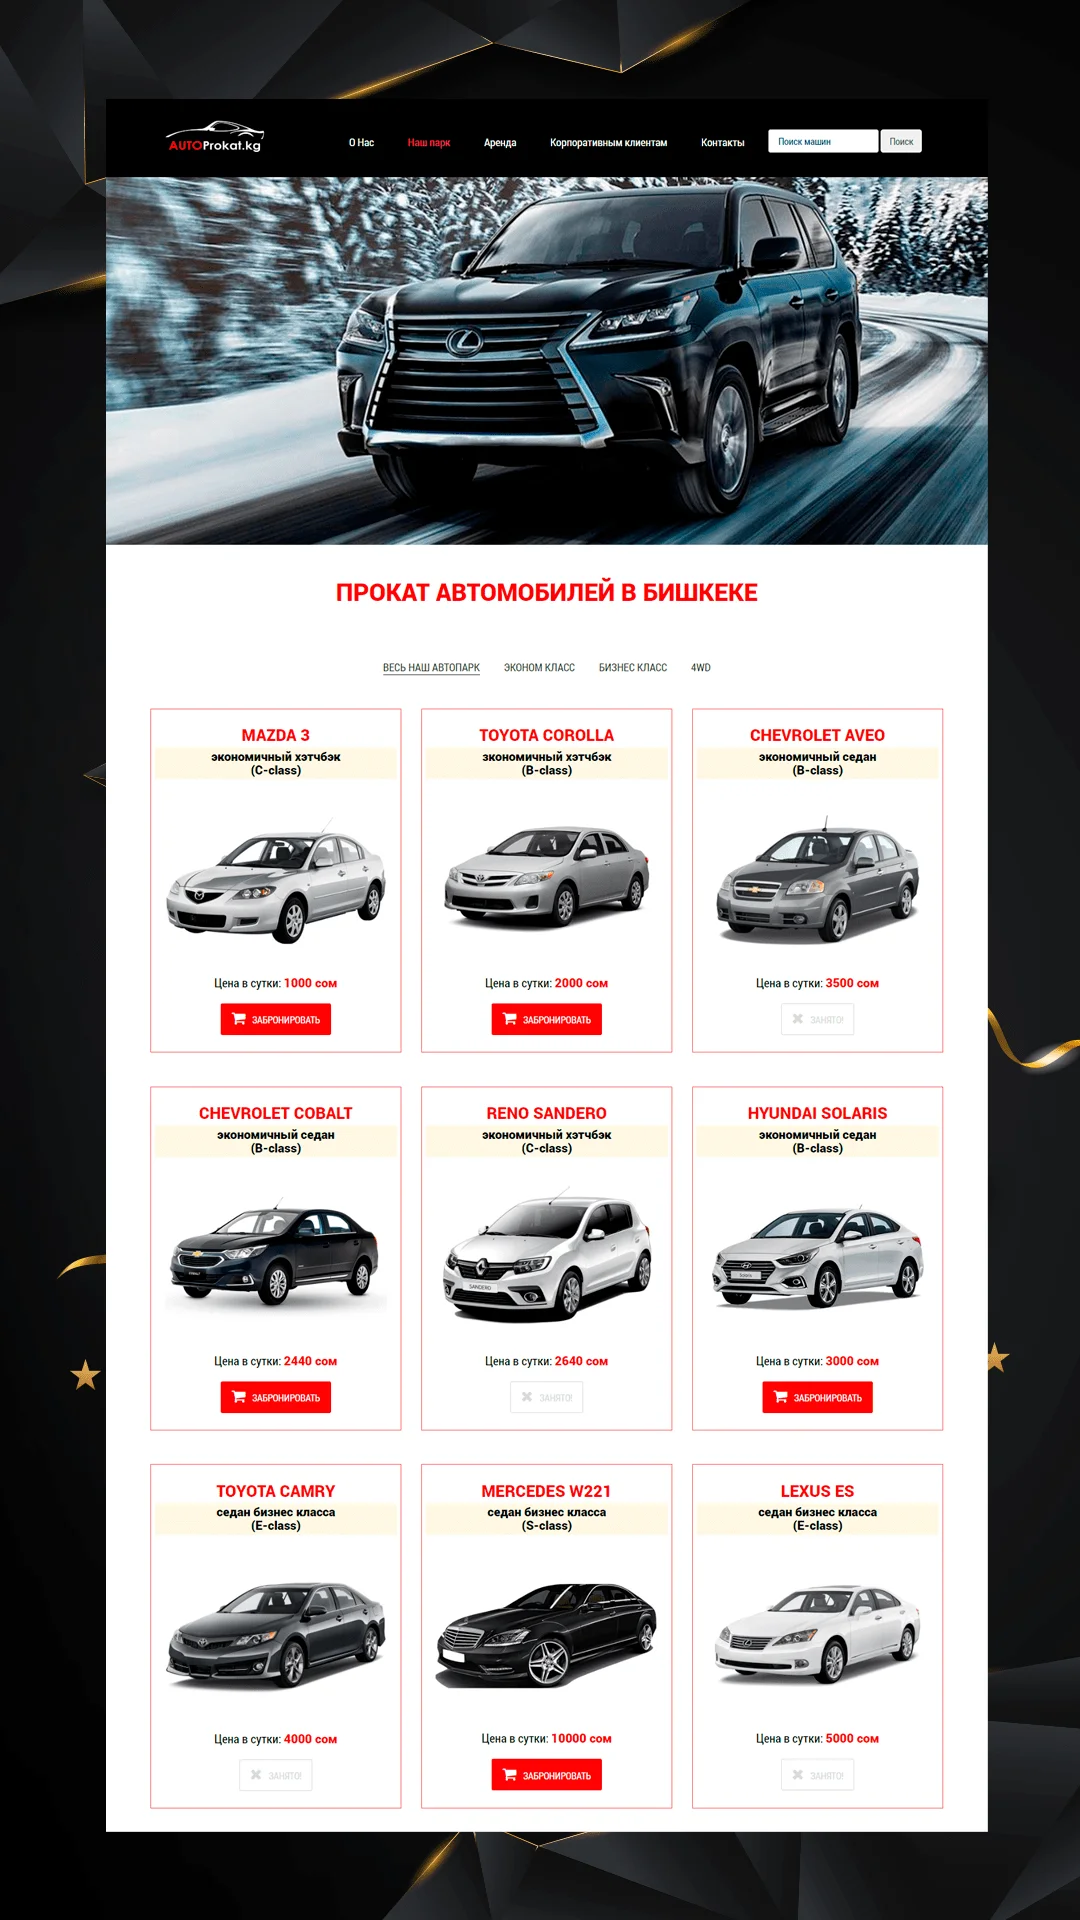 AUTOProkat.kg
О Нас
Наш парк
Аренда
Корпоративным клиентам
Контакты
Поиск машин
Поиск
ПРОКАТ АВТОМОБИЛЕЙ В БИШКЕКЕ
ВЕСЬ НАШ АВТОПАРК
ЭКОНОМ КЛАСС
БИЗНЕС КЛАСС
4WD
MAZDA 3
экономичный хэтчбэк
(C-class)
Цена в сутки: 1000 сом
ЗАБРОНИРОВАТЬ
TOYOTA COROLLA
зкономичный хэтчбэк
(B-class)
Цена в сутки: 2000 сом
ЗАБРОНИРОВАТЬ
CHEVROLET AVEO
экономичный седан
(B-class)
Цена в сутки: 3500 сом
ЗАНЯТО!
CHEVROLET COBALT
экономичный седан
(B-class)
Цена в сутки: 2440 сом
ЗАБРОНИРОВАТЬ
RENO SANDERO
экономичный хэтчбэк
(C-class)
SANDERO
Цена в сутки: 2640 сом
ЗАНЯТО!
HYUNDAI SOLARIS
экономичный седан
(B-class)
Solaris
Цена в сутки: 3000 сом
ЗАБРОНИРОВАТЬ
TOYOTA CAMRY
седан бизнес класса
(E-class)
Цена в сутки: 4000 сом
ЗАНЯТО!
MERCEDES W221
седан бизнес класса
(S-class)
Цена в сутки: 10000 сом
ЗАБРОНИРОВАТЬ
LEXUS ES
седан бизнес класса
(E-class)
Цена в сутки: 5000 сом
ЗАНЯТО!